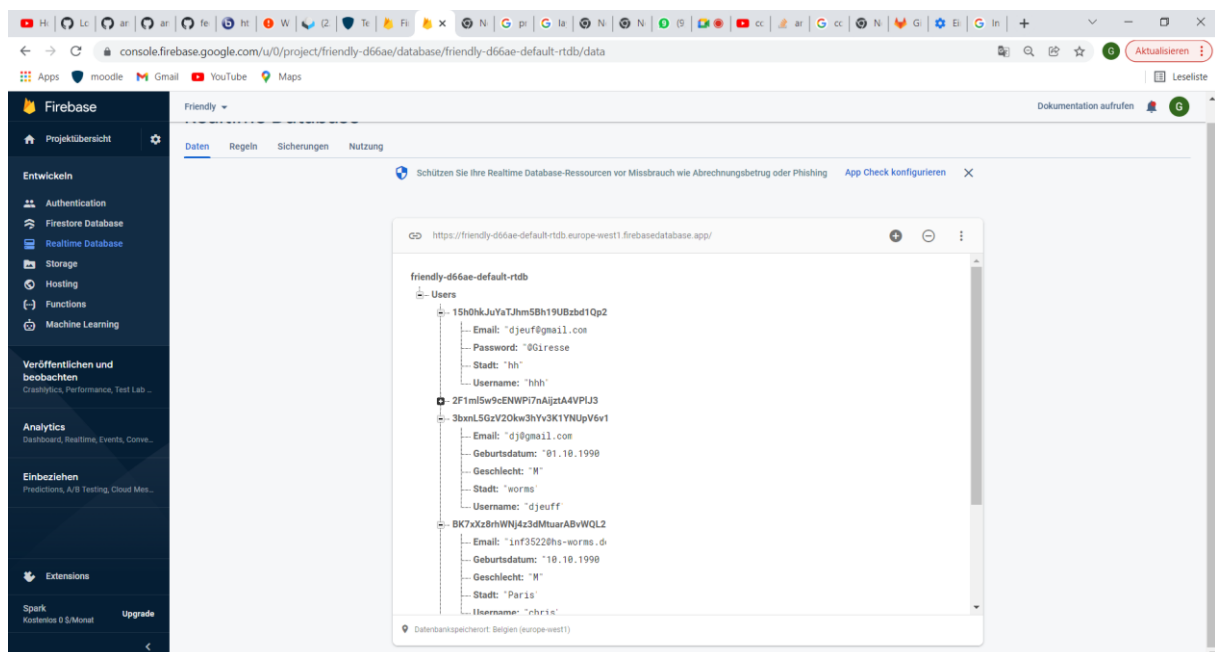 console.firebase.google.com/u/0/project/friendly-d66ae/database/friendly-d66ae-default-rtdb/data
G
Aktualisieren
Apps moodle Gmail YouTube Maps
Leseliste
Firebase
Friendly
Dokumentation aufrufen
G
Projektübersicht
Realtime Database
Daten Regeln Sicherungen Nutzung
Entwickeln
Schützen Sie Ihre Realtime Database-Ressourcen vor Missbrauch wie Abrechnungsbetrug oder Phishing App Check konfigurieren
Authentication
Firestore Database
Realtime Database
Storage
Hosting
Functions
Machine Learning
Veröffentlichen und
beobachten
Crashlytics, Performance, Test Lab ...
Analytics
Dashboard, Realtime, Events, Conve...
Einbeziehen
Predictions, A/B Testing, Cloud Mes...
Extensions
Spark
Kostenlos 0 $/Monat
Upgrade
https://friendly-d66ae-default-rtdb.europe-west1.firebasedatabase.app/
friendly-d66ae-default-rtdb
Users
15h0hkJuYaTJhm5Bh19UBzbd1Qp2
Email: "djeuf@gmail.com
Password: "@Giresse
Stadt: "hh"
Username: "hhh"
2F1ml5w9cENWPi7nAijztA4VPlJ3
3bxnL5GzV2Okw3hYv3K1YNUpV6v1
Email: "dj@gmail.com
Geburtsdatum: "01.10.1990
Geschlecht: "M"
Stadt: "worms"
Username: "djeuff"
BK7xXz8rhWNj4z3dMtuarABvWQL2
Email: "inf3522@hs-worms.de
Geburtsdatum: "10.10.1990
Geschlecht: "M"
Stadt: "Paris"
Username: "chris"
Datenbankspeicherort: Belgien (europe-west1)